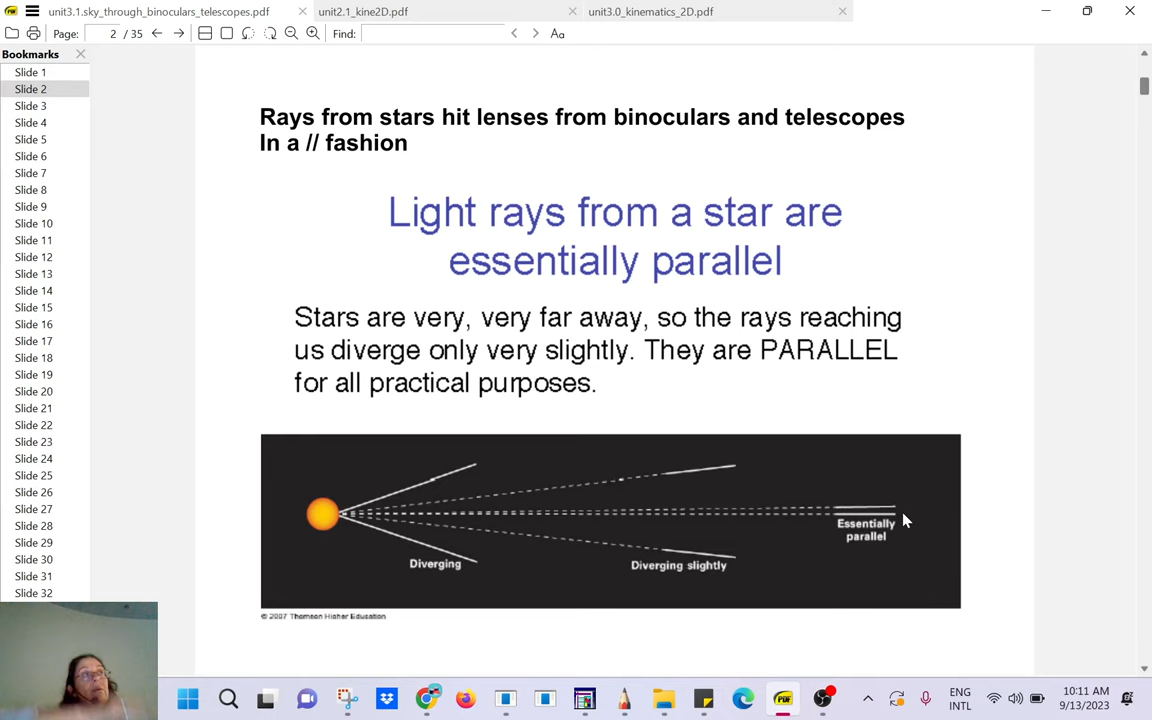 unit3.1.sky_through_binoculars_telescopes.pdf
unit2.1_kine2D.pdf
unit3.0_kinematics_2D.pdf
Page: 2 / 35
Find:
Aa
Bookmarks
Slide 1
Slide 2
Slide 3
Slide 4
Slide 5
Slide 6
Slide 7
Slide 8
Slide 9
Slide 10
Slide 11
Slide 12
Slide 13
Slide 14
Slide 15
Slide 16
Slide 17
Slide 18
Slide 19
Slide 20
Slide 21
Slide 22
Slide 23
Slide 24
Slide 25
Slide 26
Slide 27
Slide 28
Slide 29
Slide 30
Slide 31
Slide 32
Rays from stars hit lenses from binoculars and telescopes
In a // fashion
Light rays from a star are
essentially parallel
Stars are very, very far away, so the rays reaching
us diverge only very slightly. They are PARALLEL
for all practical purposes.
Diverging
Diverging slightly
Essentially
parallel
© 2007 Thomson Higher Education
PDF
ENG
INTL
10:11 AM
9/13/2023